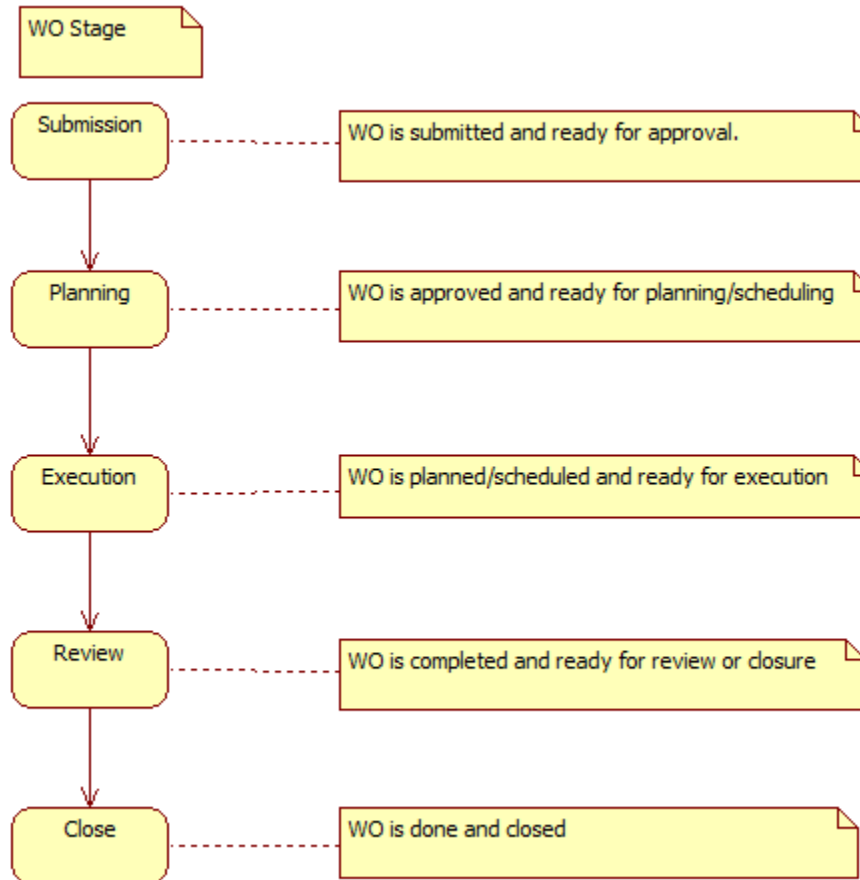 WO Stage
Submission
WO is submitted and ready for approval.
Planning
WO is approved and ready for planning/scheduling
Execution
WO is planned/scheduled and ready for execution
Review
WO is completed and ready for review or closure
Close
WO is done and closed